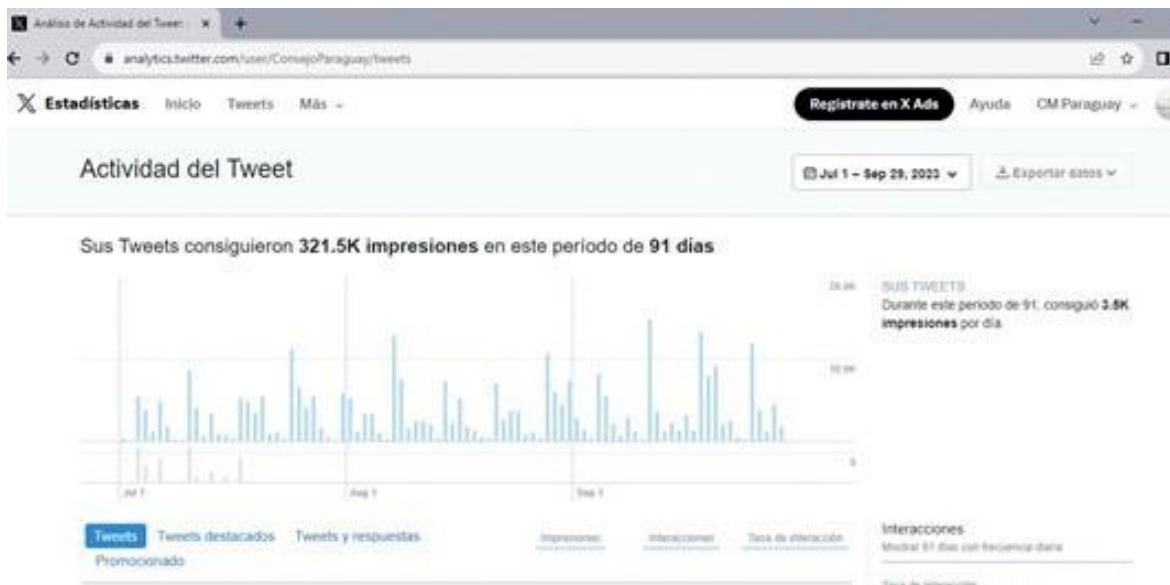 Análisis de Actividad del Tweet
analytics.twitter.com/user/ConsejoParaguay/tweets
X Estadísticas Inicio Tweets Más
Regístrate en X Ads Ayuda CM Paraguay
Actividad del Tweet
Jul 1 – Sep 29, 2023 Exportar datos
Sus Tweets consiguieron 321.5K impresiones en este período de 91 días
SUS TWEETS
Durante este período de 91, consiguió 3.5K
impresiones por día.
Jul 1 Aug 1 Sep 1
Tweets Tweets destacados Tweets y respuestas
Promocionado
Impresiones Interacciones Tasa de interacción
Interacciones
Mostrar 91 días con frecuencia diaria
Tasa de interacción